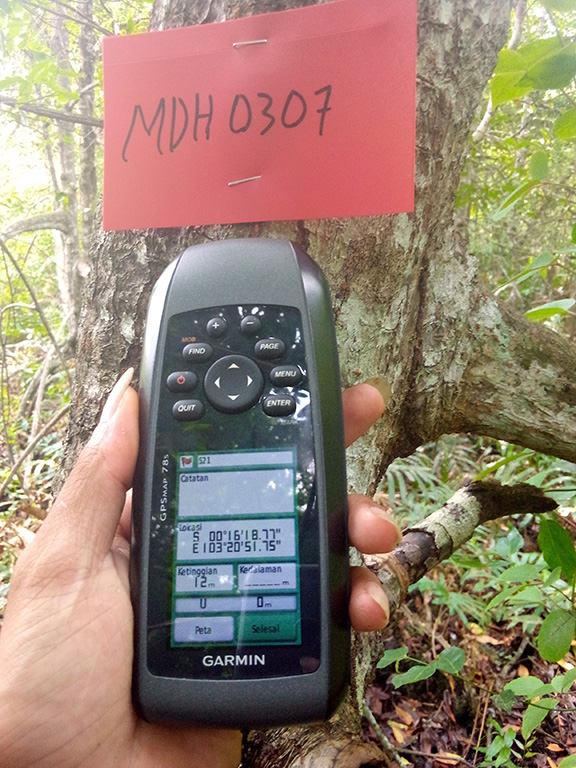 MDH 0307
+
-
MOB
FIND
PAGE
MENU
QUIT
ENTER
GPSMAP 78s
521
Catatan
Lokasi
S 00°16'18.77"
E103°20'51.75"
Ketinggian
12m
Kedalaman
_____m
U
0m
Peta
Selesai
GARMIN